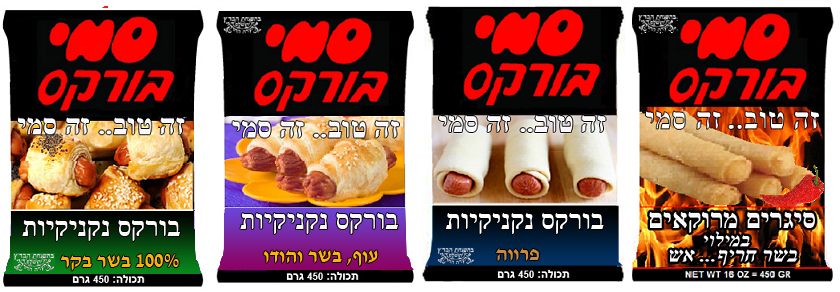 סמי
בורקס
זה טוב.. זה סמי
בורקס נקניקיות
100% בשר בקר
תכולה: 450 גרם
סמי
בורקס
זה טוב.. זה סמי
בורקס נקניקיות
עוף, בשר והודו
תכולה: 450 גרם
סמי
בורקס
זה טוב.. זה סמי
בורקס נקניקיות
פרווה
תכולה: 450 גרם
סמי
בורקס
זה טוב.. זה סמי
סיגרים מרוקאים
במילוי
בשר חריף... אש
NET WT 16 OZ = 450 GR